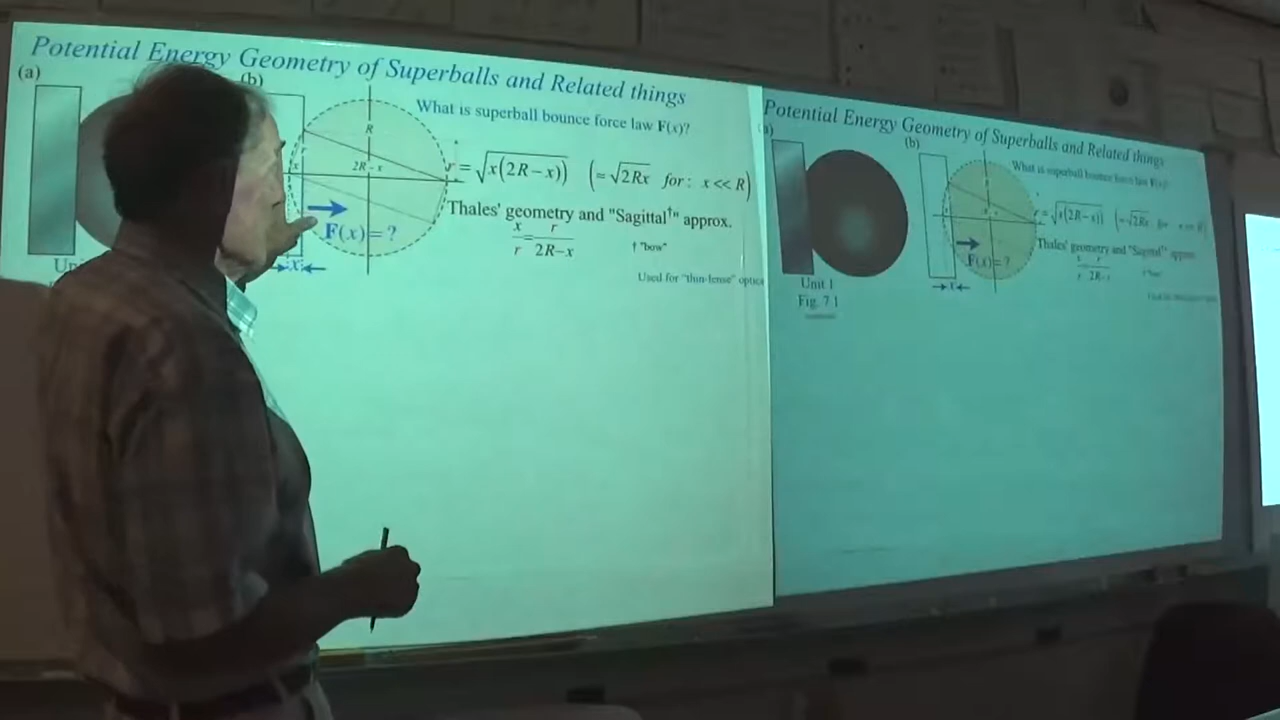 Potential Energy Geometry of Superballs and Related things
(a)
(b)
What is superball bounce force law F(x)?
R
x
2R - x
r = √x(2R - x)) (≈ √2Rx for : x << R)
Thales' geometry and "Sagittal†" approx.
x/r = r/2R-x
† "bow"
F(x) = ?
x
Used for "thin-lense" optics
Potential Energy Geometry of Superballs and Related things
(b)
What is superball bounce force law F(x)?
r = √x(2R - x))
Thales' geometry and "Sagittal†" approx.
F(x) = ?
x
Unit 1
Fig. 7.1